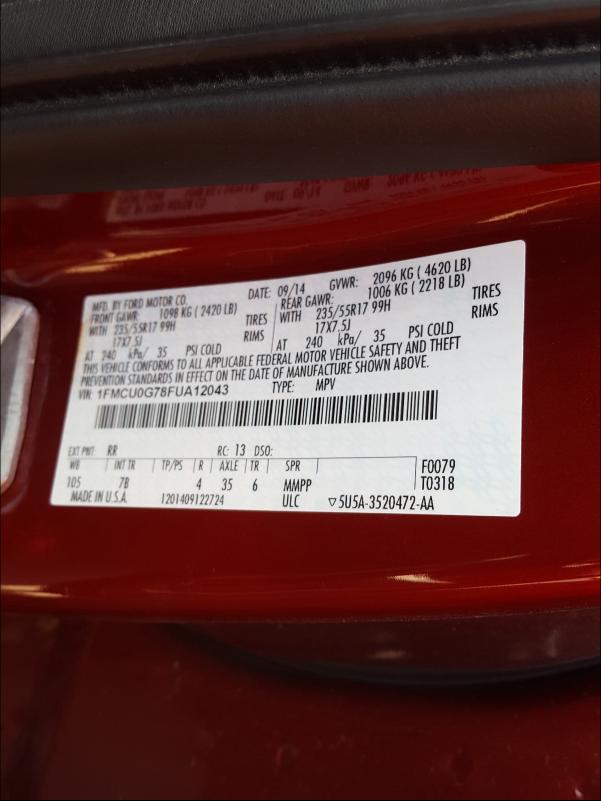 MFD. BY FORD MOTOR CO.
DATE: 09/14 GVWR: 2096 KG ( 4620 LB)
FRONT GAWR: 1098 KG ( 2420 LB) REAR GAWR: 1006 KG ( 2218 LB)
WITH 235/55R17 99H TIRES WITH 235/55R17 99H TIRES
17X7.5J RIMS 17X7.5J RIMS
AT 240 kPa/ 35 PSI COLD AT 240 kPa/ 35 PSI COLD
THIS VEHICLE CONFORMS TO ALL APPLICABLE FEDERAL MOTOR VEHICLE SAFETY AND THEFT
PREVENTION STANDARDS IN EFFECT ON THE DATE OF MANUFACTURE SHOWN ABOVE.
VIN: 1FMCU0G78FUA12043 TYPE: MPV
EXT PNT: RR RC: 13 DSO:
WB INT TR TP/PS R AXLE TR SPR F0079
105 7B 4 35 6 MMPP T0318
MADE IN U.S.A. 1201409122724 ULC ▽5U5A-3520472-AA